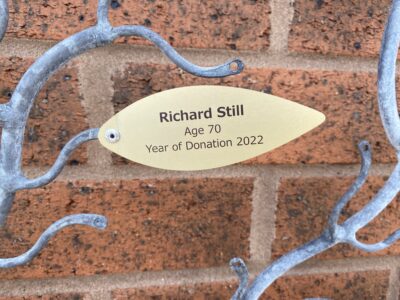 Richard Still
Age 70
Year of Donation 2022